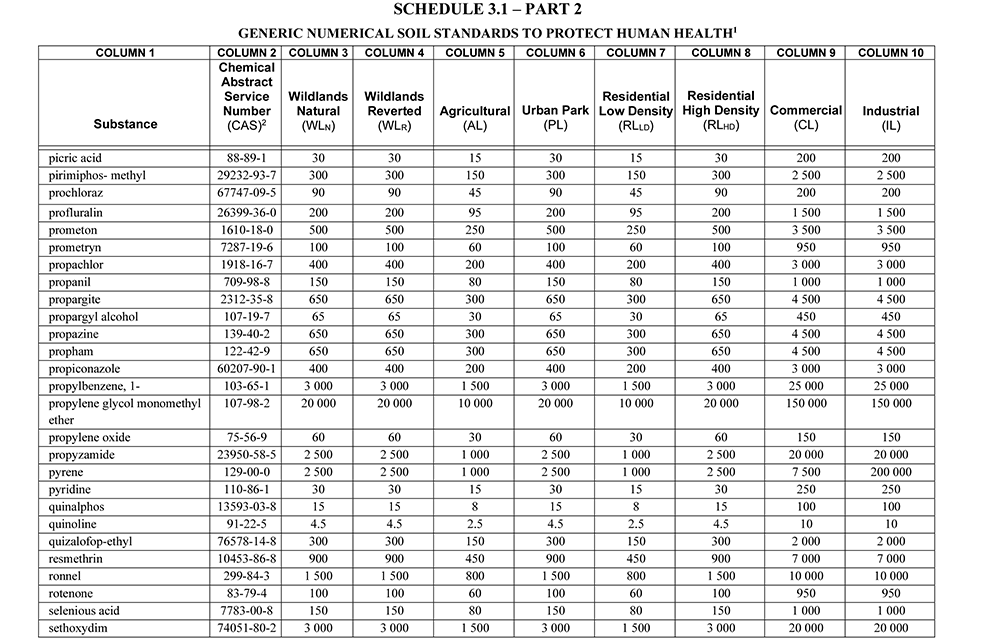 SCHEDULE 3.1 – PART 2
GENERIC NUMERICAL SOIL STANDARDS TO PROTECT HUMAN HEALTH1
COLUMN 1 COLUMN 2 COLUMN 3 COLUMN 4 COLUMN 5 COLUMN 6 COLUMN 7 COLUMN 8 COLUMN 9 COLUMN 10
Substance Chemical Abstract Service Number (CAS)2 Wildlands Natural (WLN) Wildlands Reverted (WLR) Agricultural (AL) Urban Park (PL) Residential Low Density (RLLD) Residential High Density (RLHD) Commercial (CL) Industrial (IL)
picric acid 88-89-1 30 30 15 30 15 30 200 200
pirimiphos- methyl 29232-93-7 300 300 150 300 150 300 2 500 2 500
prochloraz 67747-09-5 90 90 45 90 45 90 200 200
profluralin 26399-36-0 200 200 95 200 95 200 1 500 1 500
prometon 1610-18-0 500 500 250 500 250 500 3 500 3 500
prometryn 7287-19-6 100 100 60 100 60 100 950 950
propachlor 1918-16-7 400 400 200 400 200 400 3 000 3 000
propanil 709-98-8 150 150 80 150 80 150 1 000 1 000
propargite 2312-35-8 650 650 300 650 300 650 4 500 4 500
propargyl alcohol 107-19-7 65 65 30 65 30 65 450 450
propazine 139-40-2 650 650 300 650 300 650 4 500 4 500
propham 122-42-9 650 650 300 650 300 650 4 500 4 500
propiconazole 60207-90-1 400 400 200 400 200 400 3 000 3 000
propylbenzene, 1- 103-65-1 3 000 3 000 1 500 3 000 1 500 3 000 25 000 25 000
propylene glycol monomethyl ether 107-98-2 20 000 20 000 10 000 20 000 10 000 20 000 150 000 150 000
propylene oxide 75-56-9 60 60 30 60 30 60 150 150
propyzamide 23950-58-5 2 500 2 500 1 000 2 500 1 000 2 500 20 000 20 000
pyrene 129-00-0 2 500 2 500 1 000 2 500 1 000 2 500 7 500 200 000
pyridine 110-86-1 30 30 15 30 15 30 250 250
quinalphos 13593-03-8 15 15 8 15 8 15 100 100
quinoline 91-22-5 4.5 4.5 2.5 4.5 2.5 4.5 10 10
quizalofop-ethyl 76578-14-8 300 300 150 300 150 300 2 000 2 000
resmethrin 10453-86-8 900 900 450 900 450 900 7 000 7 000
ronnel 299-84-3 1 500 1 500 800 1 500 800 1 500 10 000 10 000
rotenone 83-79-4 100 100 60 100 60 100 950 950
selenious acid 7783-00-8 150 150 80 150 80 150 1 000 1 000
sethoxydim 74051-80-2 3 000 3 000 1 500 3 000 1 500 3 000 20 000 20 000